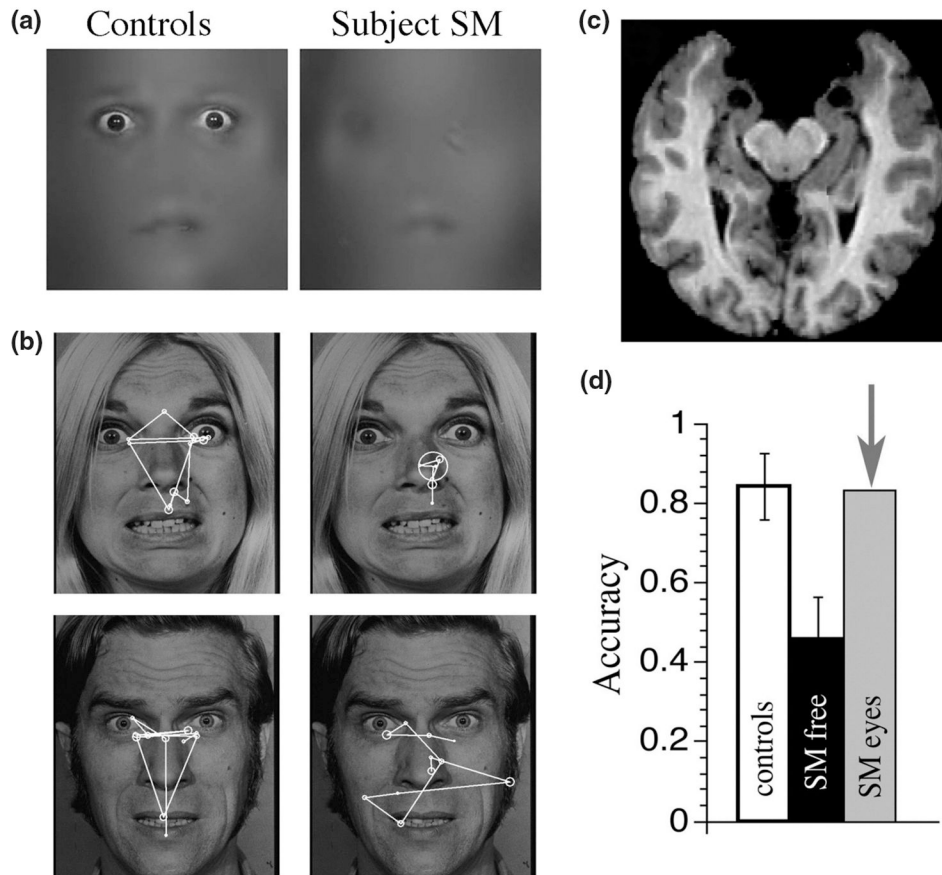 (a)
Controls
Subject SM
(c)
(b)
(d)
1
0.8
0.6
0.4
0.2
0
Accuracy
controls
SM free
SM eyes